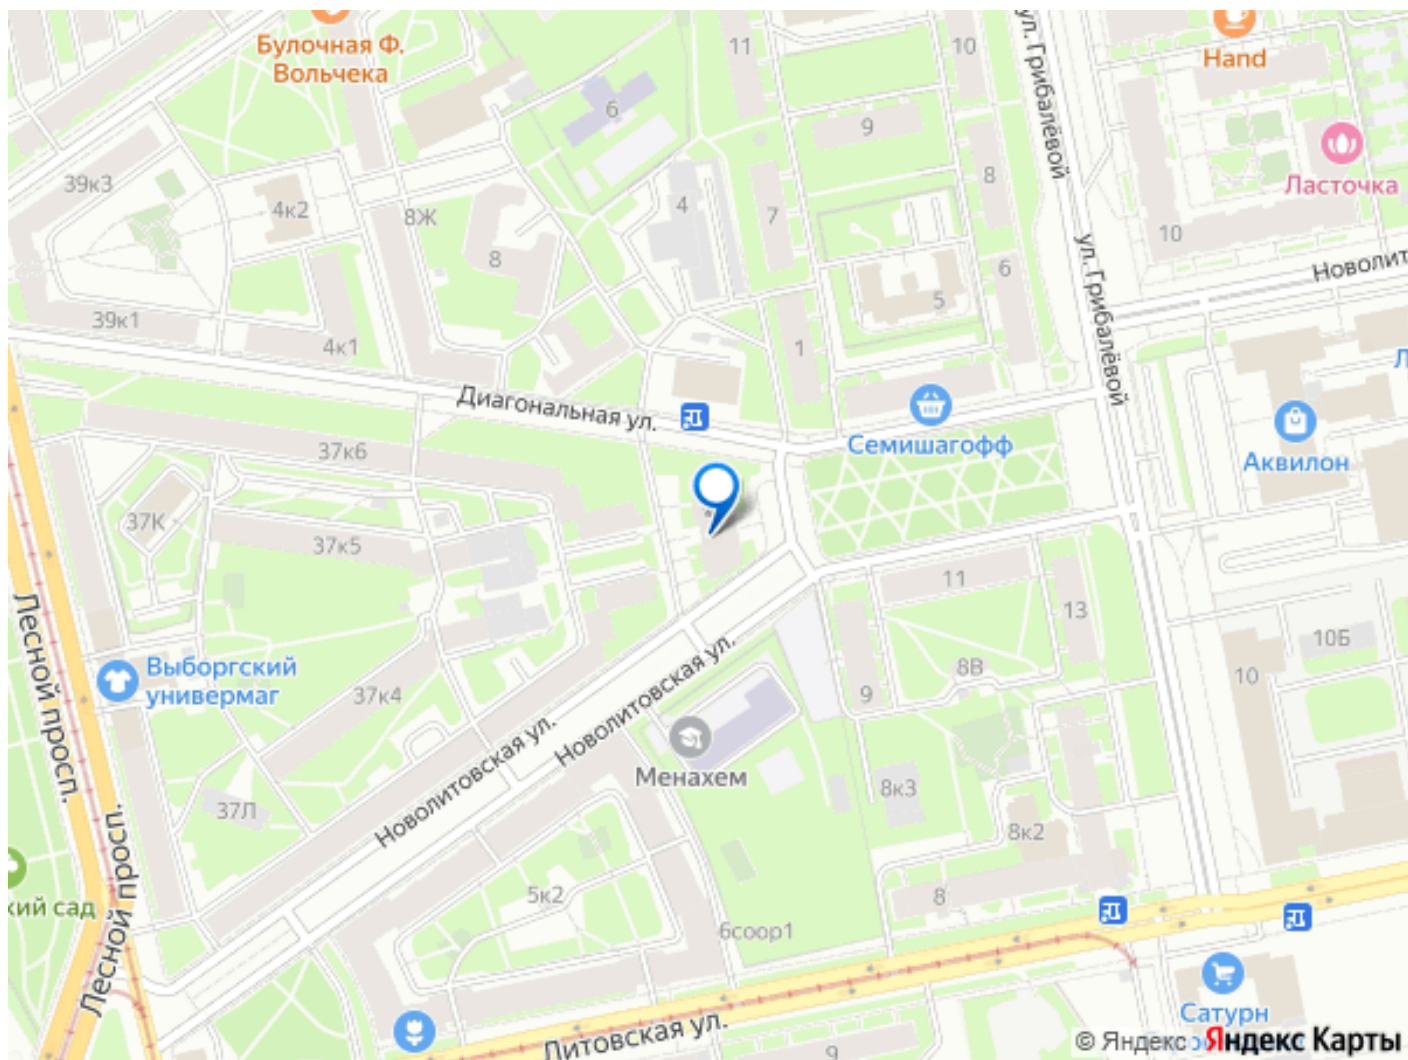 Булочная Ф.
Вольчека
11
10
Hand
ул. Грибалёвой
6
9
39к3
4к2
8Ж
4
7
8
Ласточка
10
8
5
6
ул. Грибалёвой
Новолит
39к1
4к1
1
Диагональная ул.
Семишагофф
Аквилон
37к6
37К
37к5
11
13
10Б
Лесной просп.
Выборгский
универмаг
37к4
Новолитовская ул.
Новолитовская ул.
9
8В
10
Менахем
37Л
8к3
8к2
кий сад
Лесной просп.
5к2
8
6соор1
Сатурн
Литовская ул.
9
© Яндекс Яндекс Карты